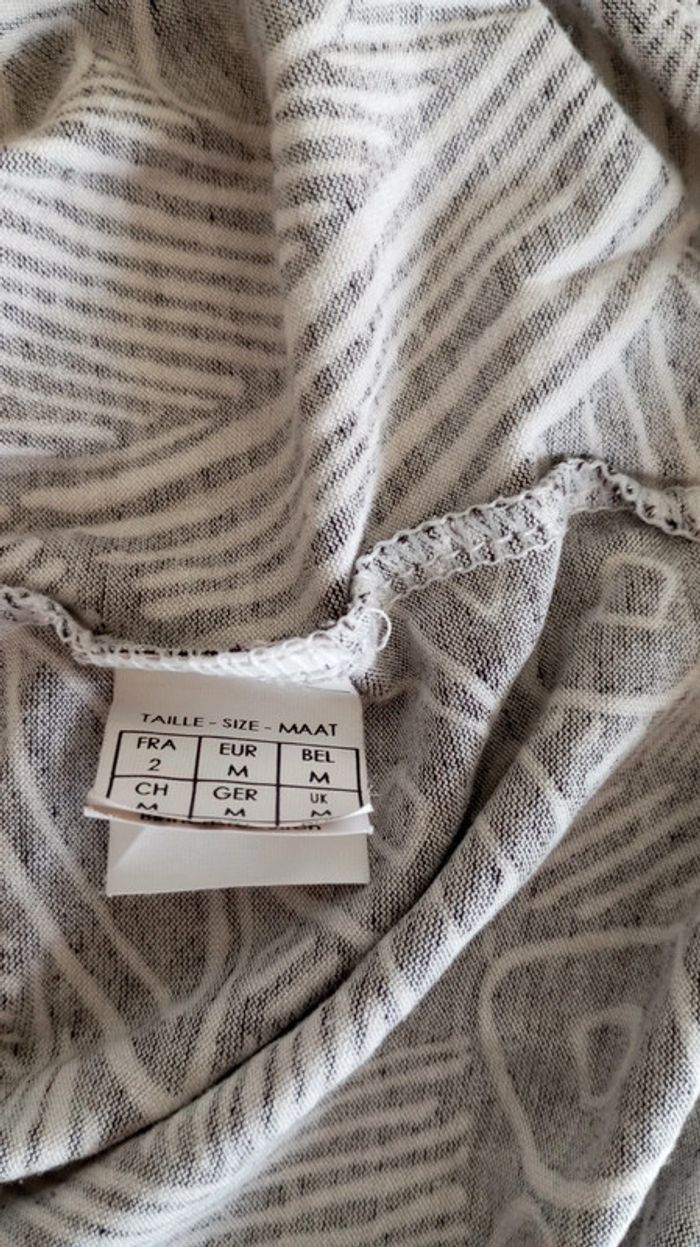 TAILLE - SIZE - MAAT
FRA EUR BEL
2 M M
CH GER UK
M M M